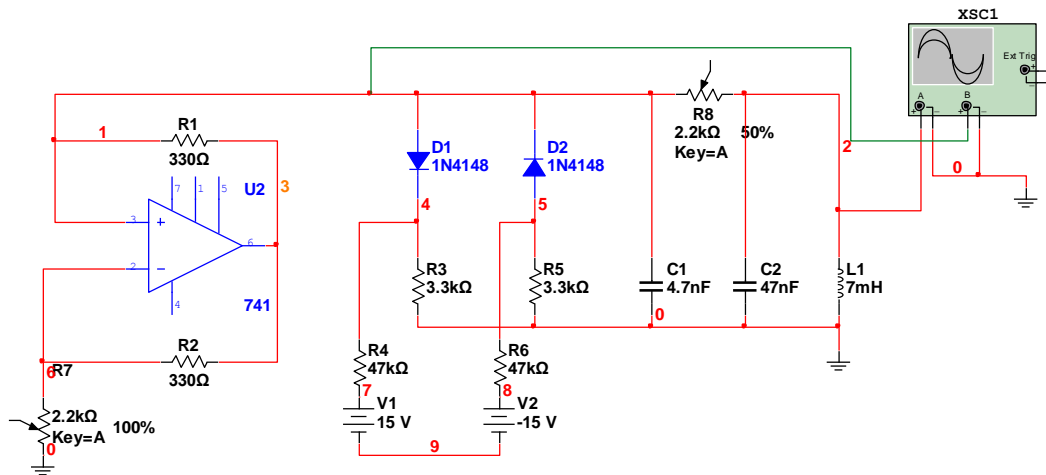 XSC1
Ext Trig
+
−
A
B
+
−
+
−
1
R1
330Ω
3
7
1
5
U2
3
+
2
−
6
4
741
R2
330Ω
6
R7
2.2kΩ
Key=A
100%
0
D1
1N4148
D2
1N4148
4
5
R3
3.3kΩ
R5
3.3kΩ
R4
47kΩ
R6
47kΩ
7
8
V1
15 V
V2
-15 V
9
R8
2.2kΩ 50%
Key=A
2
0
C1
4.7nF
0
C2
47nF
L1
7mH